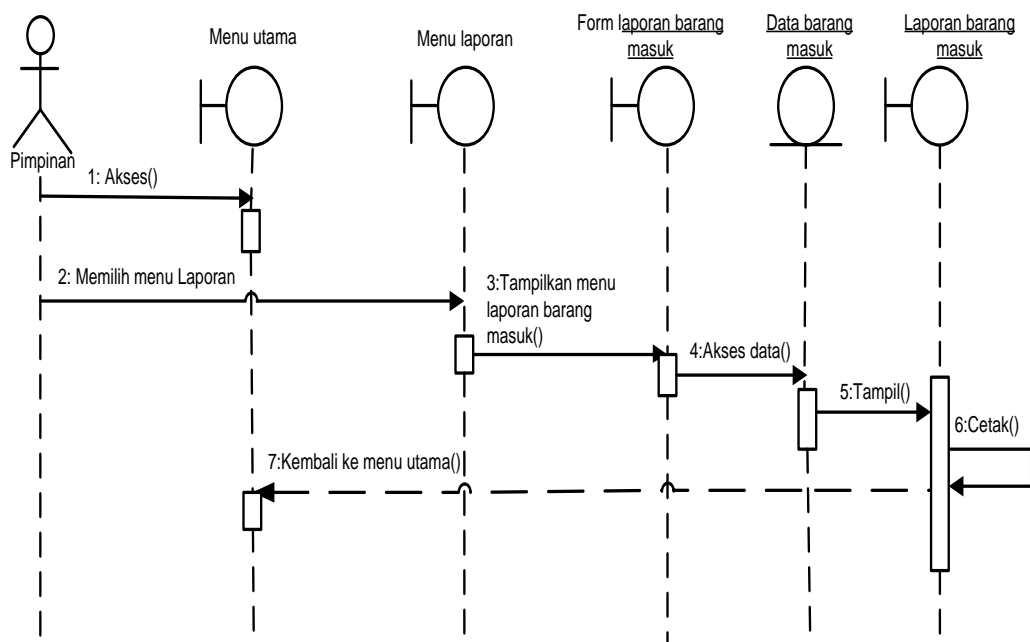 Menu utama
Menu laporan
Form laporan barang
masuk
Data barang
masuk
Laporan barang
masuk
Pimpinan
1: Akses()
2: Memilih menu Laporan
3:Tampilkan menu
laporan barang
masuk()
4:Akses data()
5:Tampil()
6:Cetak()
7:Kembali ke menu utama()